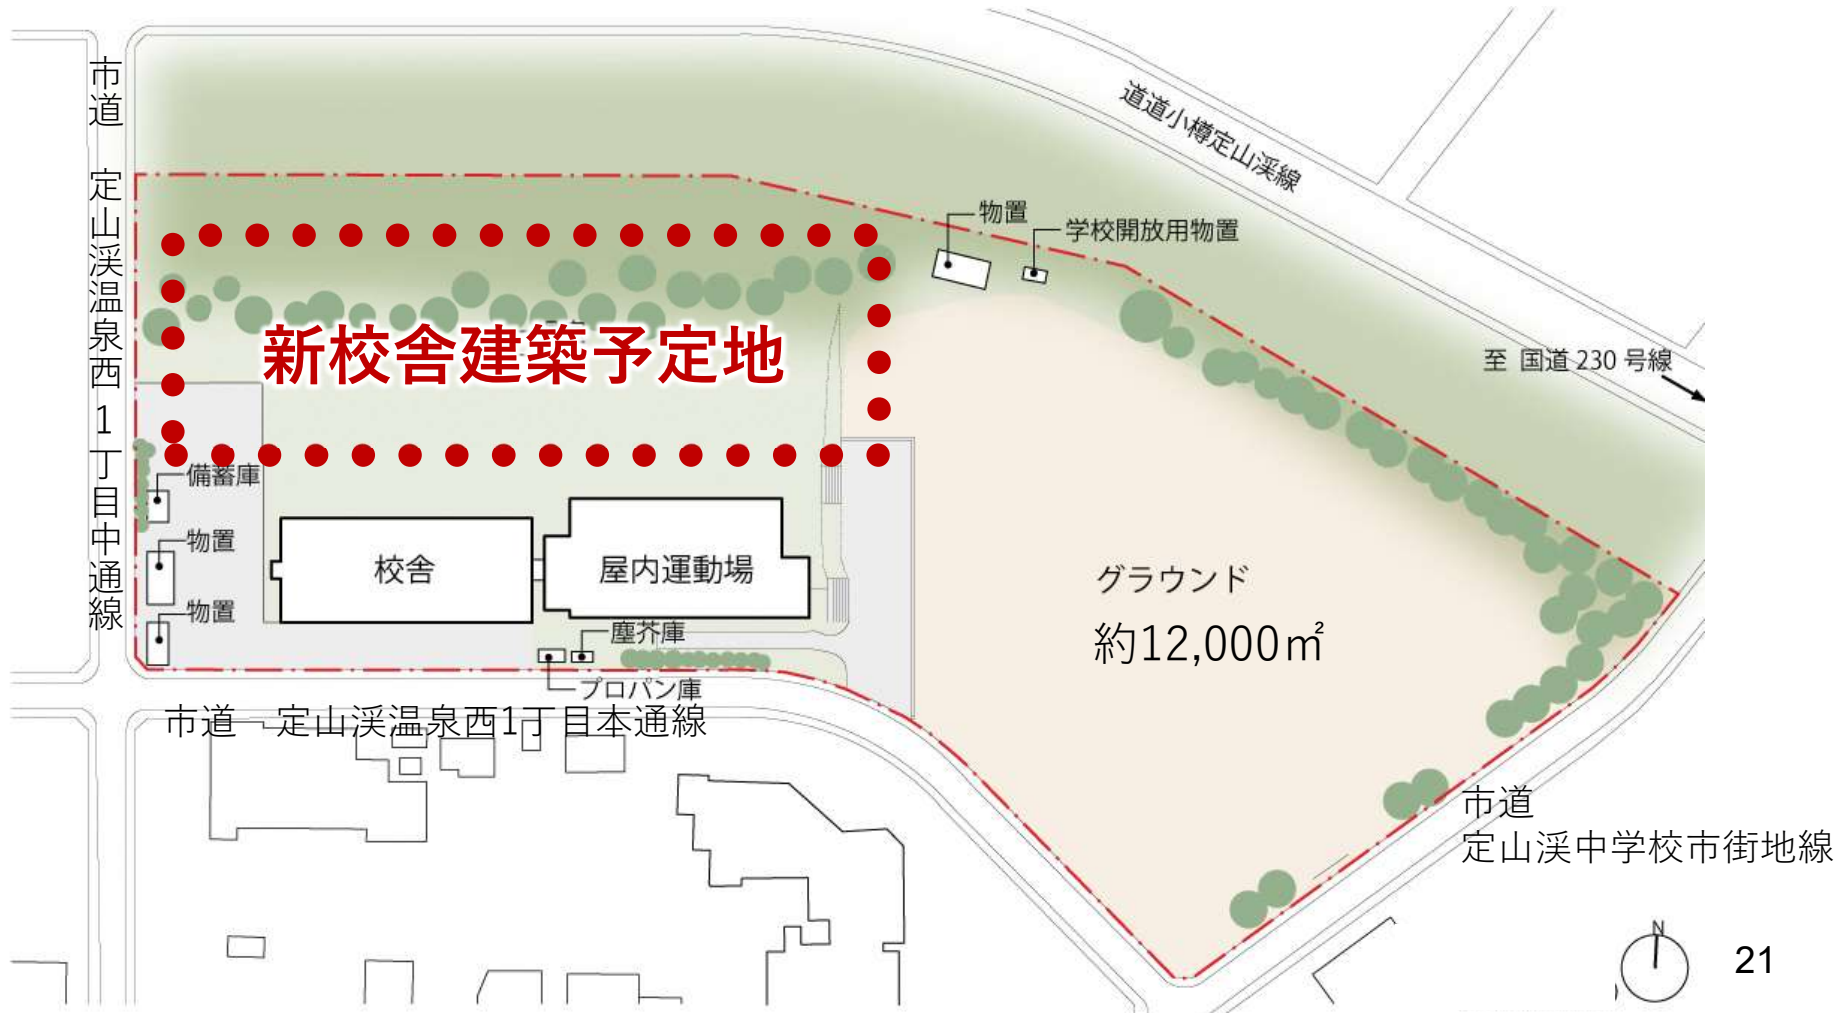 市道 定山渓温泉西1丁目中通線
道道小樽定山渓線
物置
学校開放用物置
新校舎建築予定地
至 国道 230 号線
備蓄庫
物置
校舎
屋内運動場
グラウンド
約12,000㎡
物置
塵芥庫
プロパン庫
市道 定山渓温泉西1丁目本通線
市道
定山渓中学校市街地線
N
21